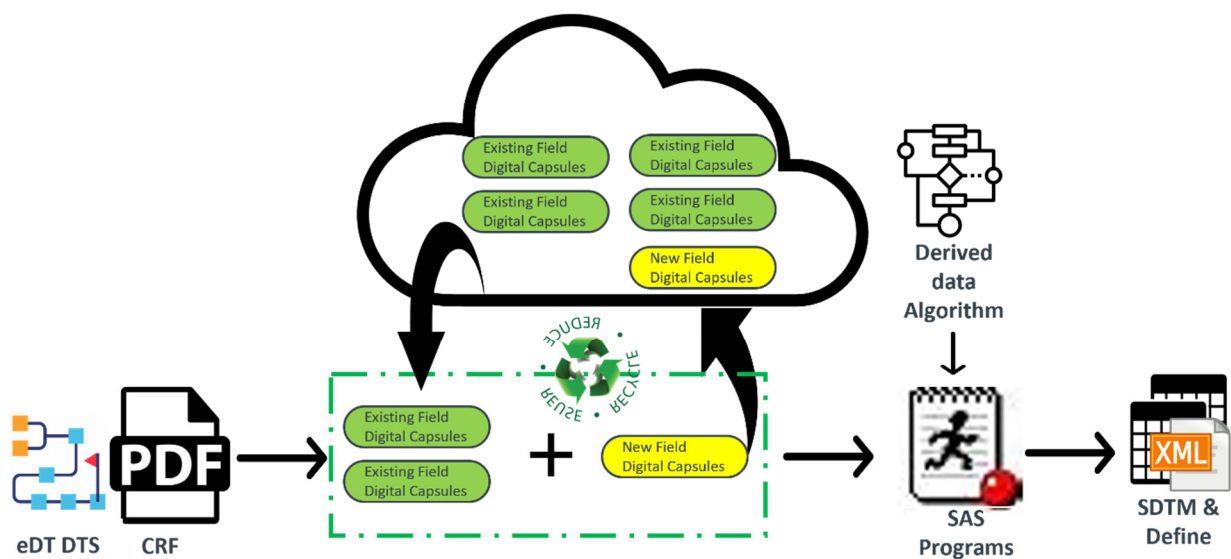 Existing Field
Digital Capsules
Existing Field
Digital Capsules
Existing Field
Digital Capsules
Existing Field
Digital Capsules
New Field
Digital Capsules
Derived
data
Algorithm
REDUCE
RECYCLE
REUSE
Existing Field
Digital Capsules
Existing Field
Digital Capsules
+
New Field
Digital Capsules
PDF
XML
eDT DTS
CRF
SAS
Programs
SDTM &
Define